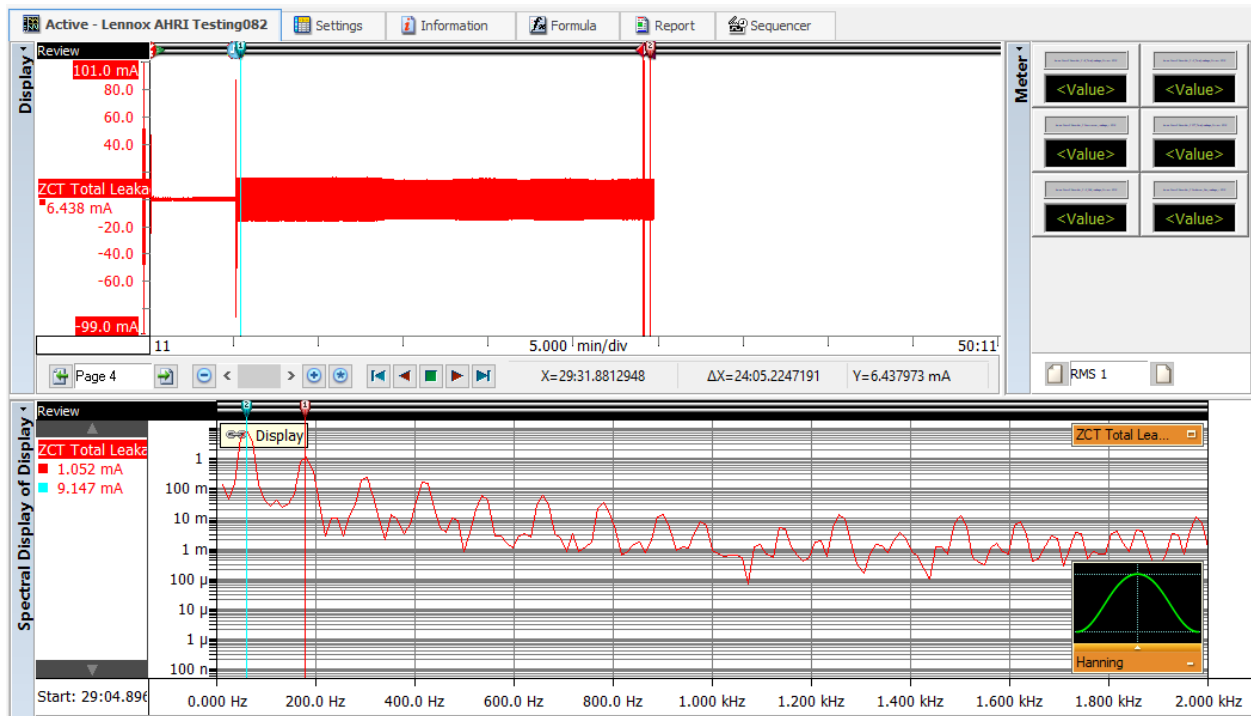 Active - Lennox AHRI Testing082 Settings Information Formula Report Sequencer
Display
Review
1 2
101.0 mA
80.0
60.0
40.0
ZCT Total Leaka
6.438 mA
-20.0
-40.0
-60.0
-99.0 mA
11 5.000 min/div 50:11
Page 4 X=29:31.8812948 ΔX=24:05.2247191 Y=6.437973 mA
Meter
<Value> <Value>
<Value> <Value>
<Value> <Value>
RMS 1
Spectral Display of Display
Review
2 1
ZCT Total Leaka
1.052 mA
9.147 mA
Display
ZCT Total Lea...
1
100 m
10 m
1 m
100 µ
10 µ
1 µ
100 n
Hanning
Start: 29:04.896
0.000 Hz 200.0 Hz 400.0 Hz 600.0 Hz 800.0 Hz 1.000 kHz 1.200 kHz 1.400 kHz 1.600 kHz 1.800 kHz 2.000 kHz